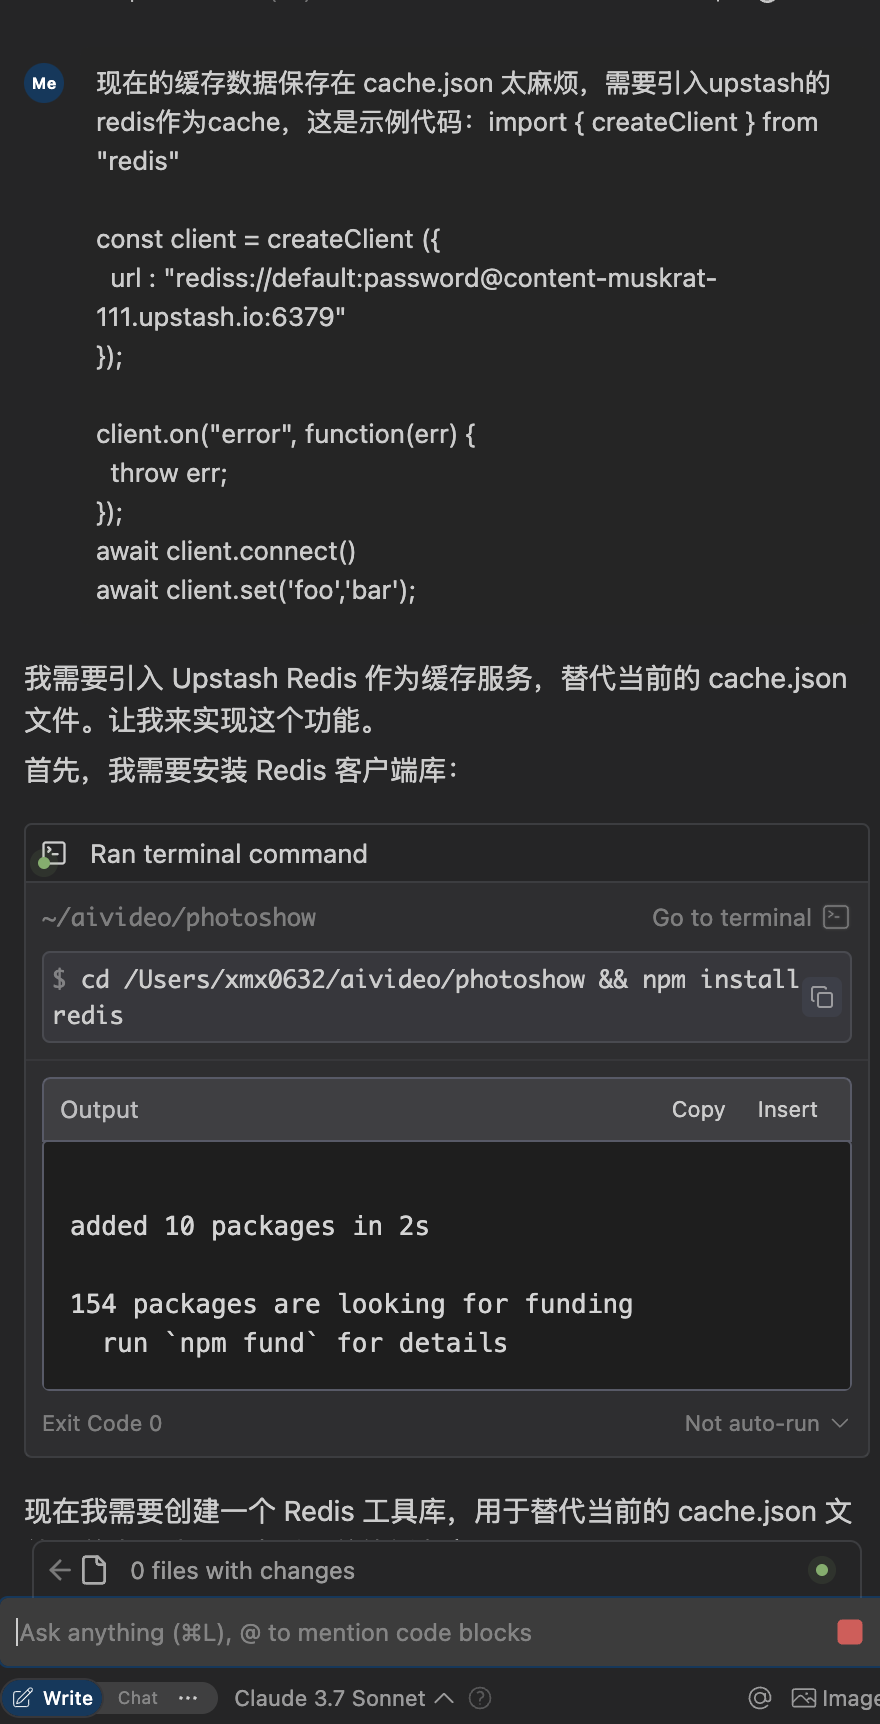 Me
现在的缓存数据保存在 cache.json 太麻烦，需要引入upstash的
redis作为cache，这是示例代码：import { createClient } from
"redis"
const client = createClient ({
url : "rediss://default:password@content-muskrat-
111.upstash.io:6379"
});
client.on("error", function(err) {
throw err;
});
await client.connect()
await client.set('foo','bar');
我需要引入 Upstash Redis 作为缓存服务，替代当前的 cache.json
文件。让我来实现这个功能。
首先，我需要安装 Redis 客户端库：
Ran terminal command
~/aivideo/photoshow
Go to terminal
$ cd /Users/xmx0632/aivideo/photoshow && npm install
redis
Output
Copy
Insert
added 10 packages in 2s
154 packages are looking for funding
run `npm fund` for details
Exit Code 0
Not auto-run
现在我需要创建一个 Redis 工具库，用于替代当前的 cache.json 文
0 files with changes
Ask anything (⌘L), @ to mention code blocks
Write
Chat
···
Claude 3.7 Sonnet
?
@
Image